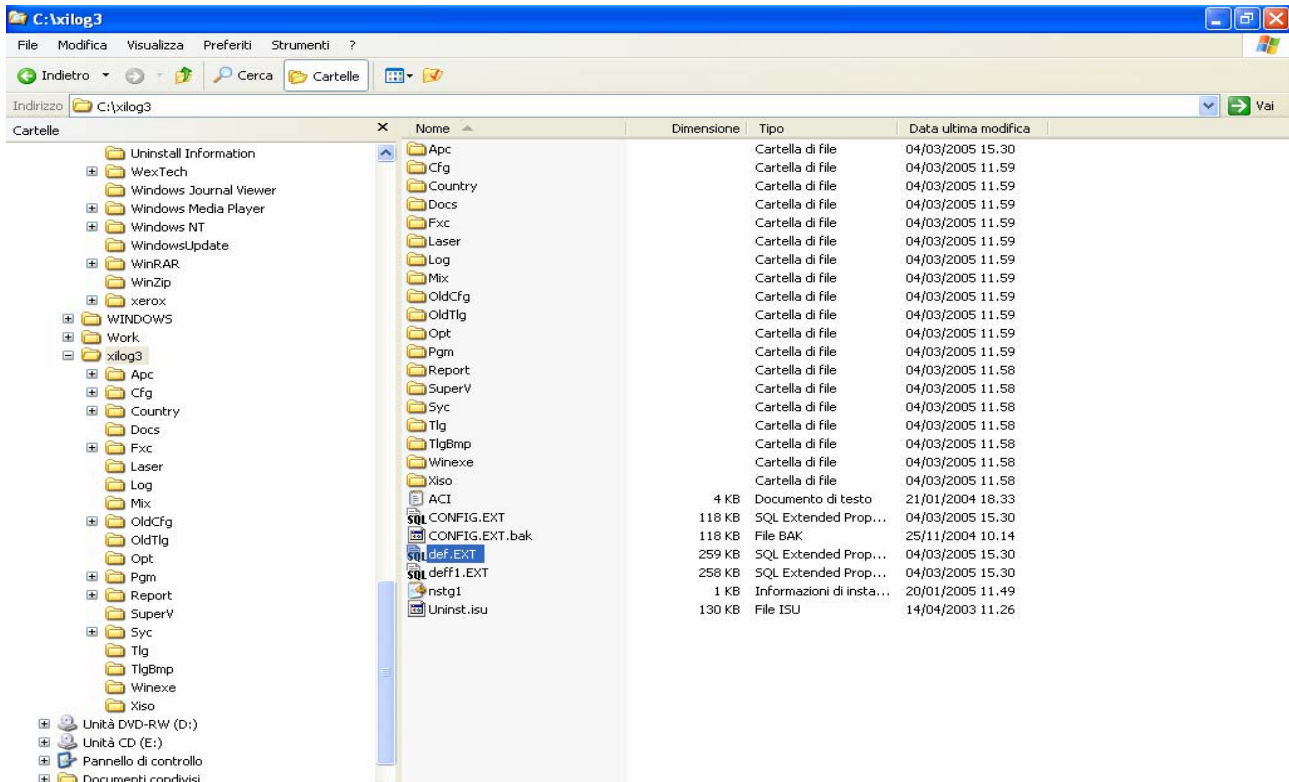 C:\xilog3
File Modifica Visualizza Preferiti Strumenti ?
Indietro Cerca Cartelle
Indirizzo C:\xilog3 Vai
Cartelle
Uninstall Information
WexTech
Windows Journal Viewer
Windows Media Player
Windows NT
WindowsUpdate
WinRAR
WinZip
xerox
WINDOWS
Work
xilog3
Apc
Cfg
Country
Docs
Fxc
Laser
Log
Mix
OldCfg
OldTlg
Opt
Pgm
Report
SuperV
Syc
Tlg
TlgBmp
Winexe
Xiso
Unità DVD-RW (D:)
Unità CD (E:)
Pannello di controllo
Documenti condivisi
Nome Dimensione Tipo Data ultima modifica
Apc Cartella di file 04/03/2005 15.30
Cfg Cartella di file 04/03/2005 11.59
Country Cartella di file 04/03/2005 11.59
Docs Cartella di file 04/03/2005 11.59
Fxc Cartella di file 04/03/2005 11.59
Laser Cartella di file 04/03/2005 11.59
Log Cartella di file 04/03/2005 11.59
Mix Cartella di file 04/03/2005 11.59
OldCfg Cartella di file 04/03/2005 11.59
OldTlg Cartella di file 04/03/2005 11.59
Opt Cartella di file 04/03/2005 11.59
Pgm Cartella di file 04/03/2005 11.59
Report Cartella di file 04/03/2005 11.58
SuperV Cartella di file 04/03/2005 11.58
Syc Cartella di file 04/03/2005 11.58
Tlg Cartella di file 04/03/2005 11.58
TlgBmp Cartella di file 04/03/2005 11.58
Winexe Cartella di file 04/03/2005 11.58
Xiso Cartella di file 04/03/2005 11.58
ACI 4 KB Documento di testo 21/01/2004 18.33
SQL CONFIG.EXT 118 KB SQL Extended Prop... 04/03/2005 15.30
CONFIG.EXT.bak 118 KB File BAK 25/11/2004 10.14
SQL def.EXT 259 KB SQL Extended Prop... 04/03/2005 15.30
SQL deff1.EXT 258 KB SQL Extended Prop... 04/03/2005 15.30
nstg1 1 KB Informazioni di insta... 20/01/2005 11.49
Uninst.isu 130 KB File ISU 14/04/2003 11.26